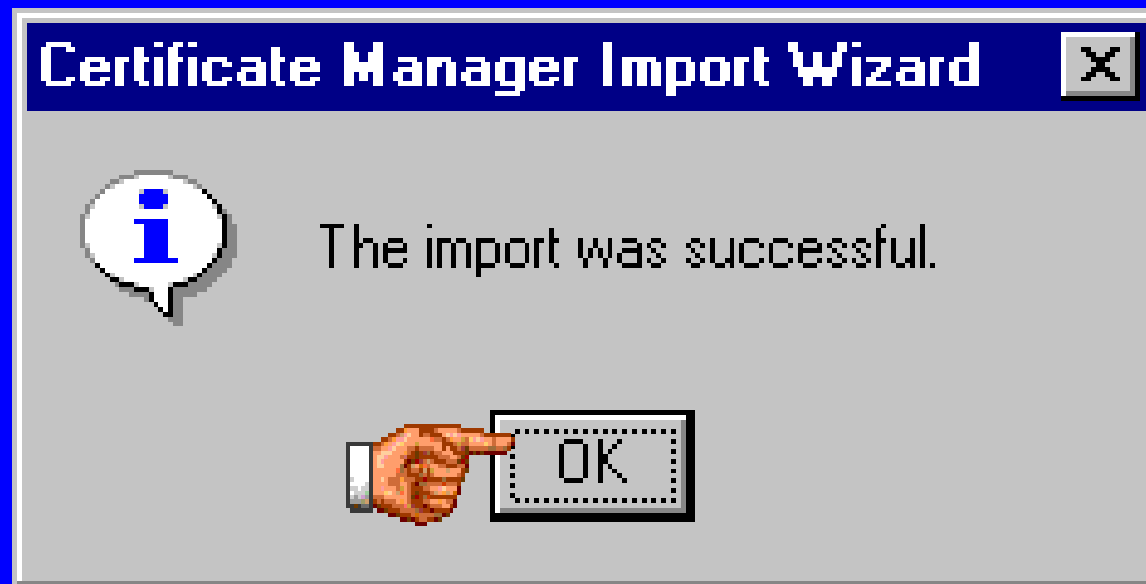 Certificate Manager Import Wizard
The import was successful.
OK